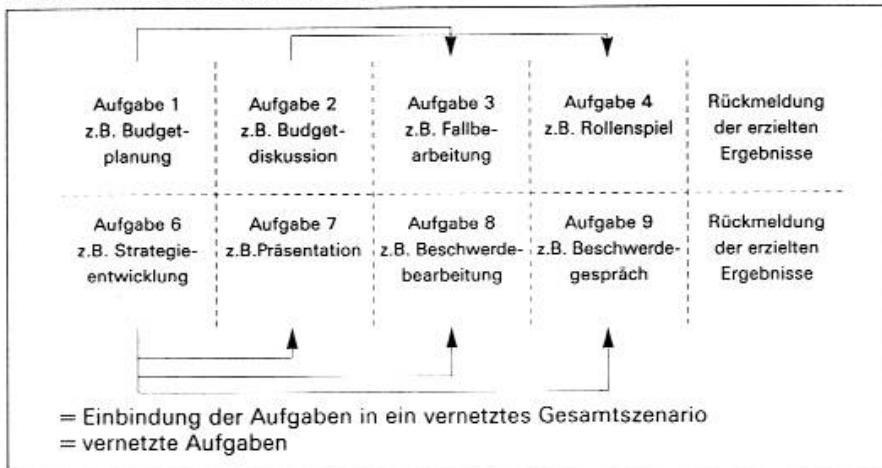 Aufgabe 1
z.B. Budget-
planung
Aufgabe 2
z.B. Budget-
diskussion
Aufgabe 3
z.B. Fallbe-
arbeitung
Aufgabe 4
z.B. Rollenspiel
Rückmeldung
der erzielten
Ergebnisse
Aufgabe 6
z.B. Strategie-
entwicklung
Aufgabe 7
z.B.Präsentation
Aufgabe 8
z.B. Beschwerde-
bearbeitung
Aufgabe 9
z.B. Beschwerde-
gespräch
Rückmeldung
der erzielten
Ergebnisse
= Einbindung der Aufgaben in ein vernetztes Gesamtszenario
= vernetzte Aufgaben